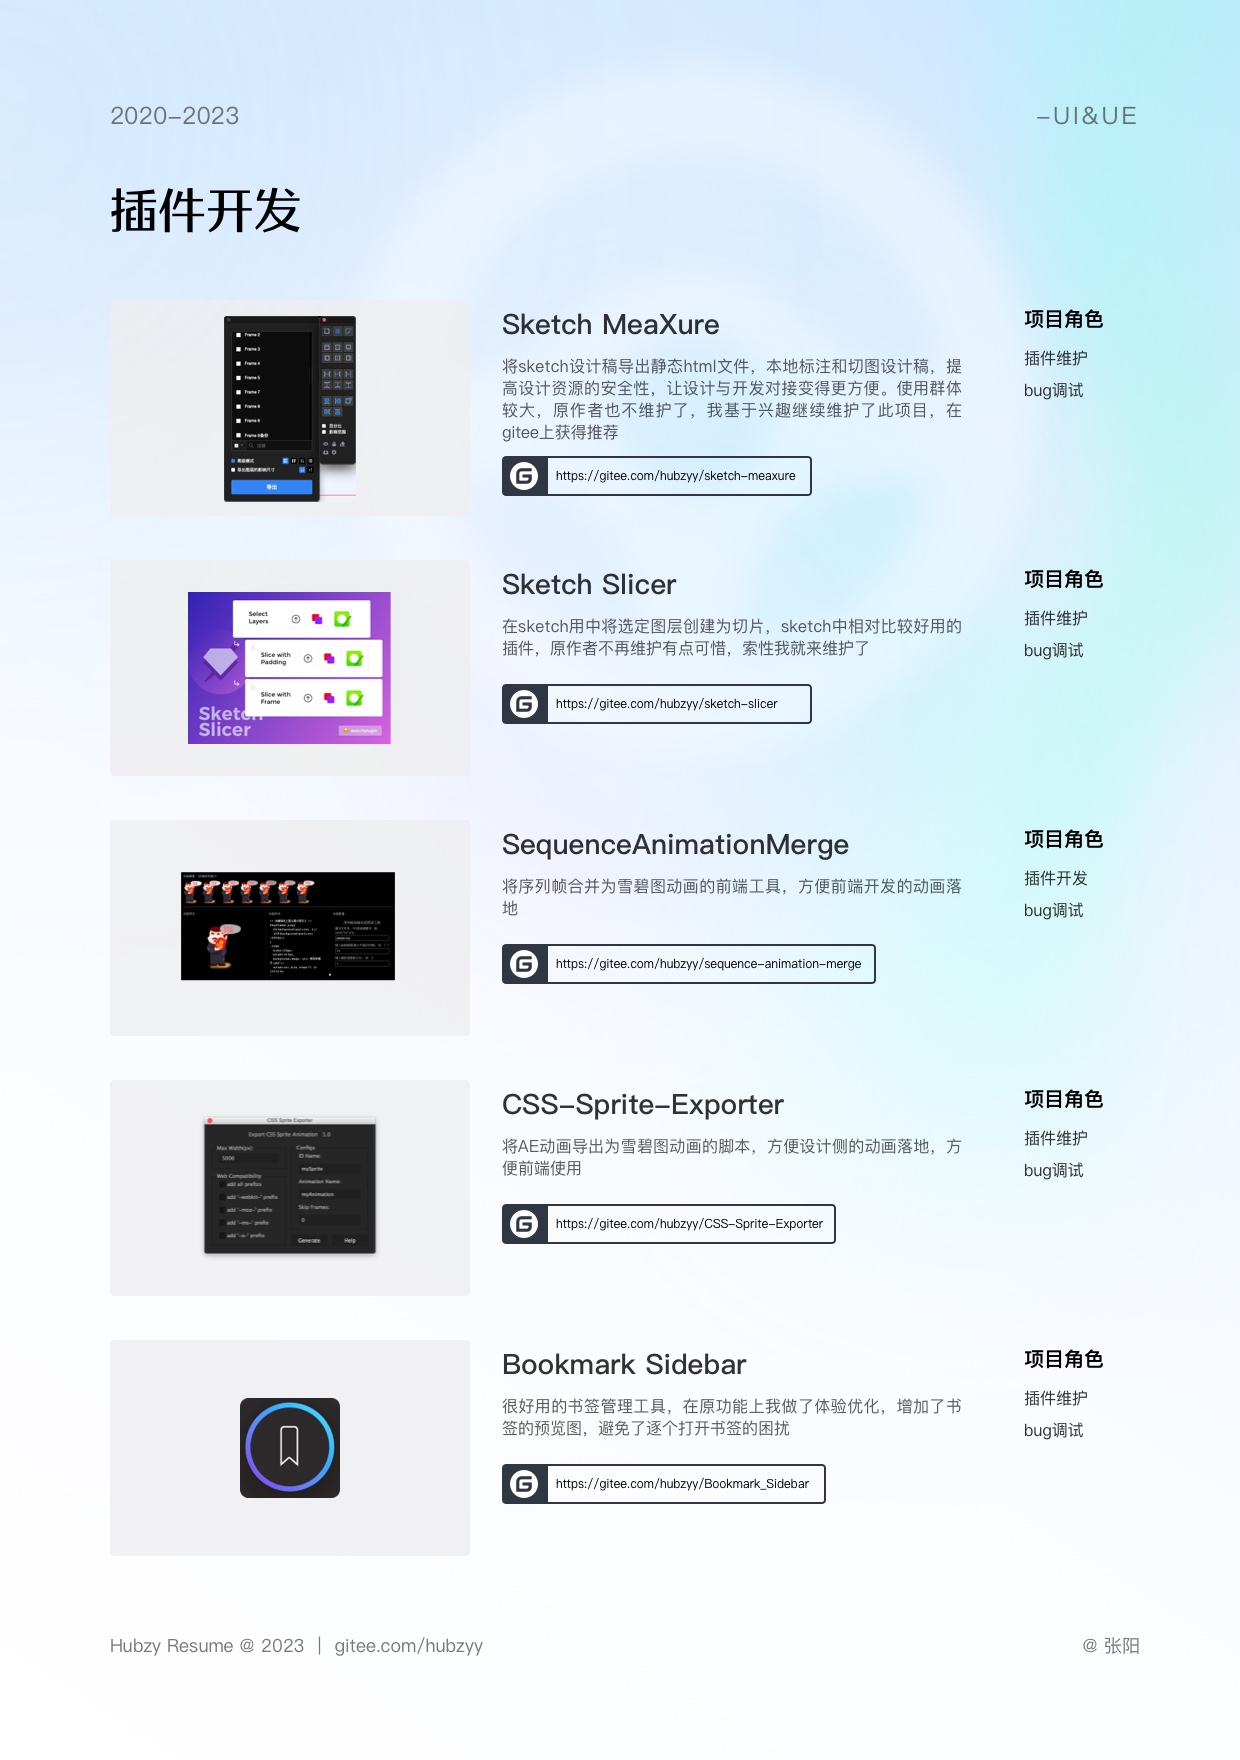 2020–2023
–UI&UE
插件开发
Frame 2
Frame 3
Frame 4
Frame 5
Frame 7
Frame 8
导出
Sketch MeaXure
将sketch设计稿导出静态html文件，本地标注和切图设计稿，提
高设计资源的安全性，让设计与开发对接变得更方便。使用群体
较大，原作者也不维护了，我基于兴趣继续维护了此项目，在
gitee上获得推荐
https://gitee.com/hubzyy/sketch-meaxure
项目角色
插件维护
bug调试
Select
Layers
Slice with
Padding
Slice with
Frame
Sketch
Slicer
Sketch Slicer
在sketch用中将选定图层创建为切片，sketch中相对比较好用的
插件，原作者不再维护有点可惜，索性我就来维护了
https://gitee.com/hubzyy/sketch-slicer
项目角色
插件维护
bug调试
SequenceAnimationMerge
将序列帧合并为雪碧图动画的前端工具，方便前端开发的动画落
地
https://gitee.com/hubzyy/sequence-animation-merge
项目角色
插件开发
bug调试
CSS Sprite Exporter
Export CSS Sprite Animation 1.0
Max Width(px):
5000
Web Compatibility
add all prefixs
add "-webkit-" prefix
add "-moz-" prefix
add "-ms-" prefix
add "-o-" prefix
Configs
ID Name:
mySprite
Animation Name:
myAnimation
Skip Frames:
0
Generate
Help
CSS-Sprite-Exporter
将AE动画导出为雪碧图动画的脚本，方便设计侧的动画落地，方
便前端使用
https://gitee.com/hubzyy/CSS-Sprite-Exporter
项目角色
插件维护
bug调试
Bookmark Sidebar
很好用的书签管理工具，在原功能上我做了体验优化，增加了书
签的预览图，避免了逐个打开书签的困扰
https://gitee.com/hubzyy/Bookmark_Sidebar
项目角色
插件维护
bug调试
Hubzy Resume @ 2023 | gitee.com/hubzyy
@ 张阳